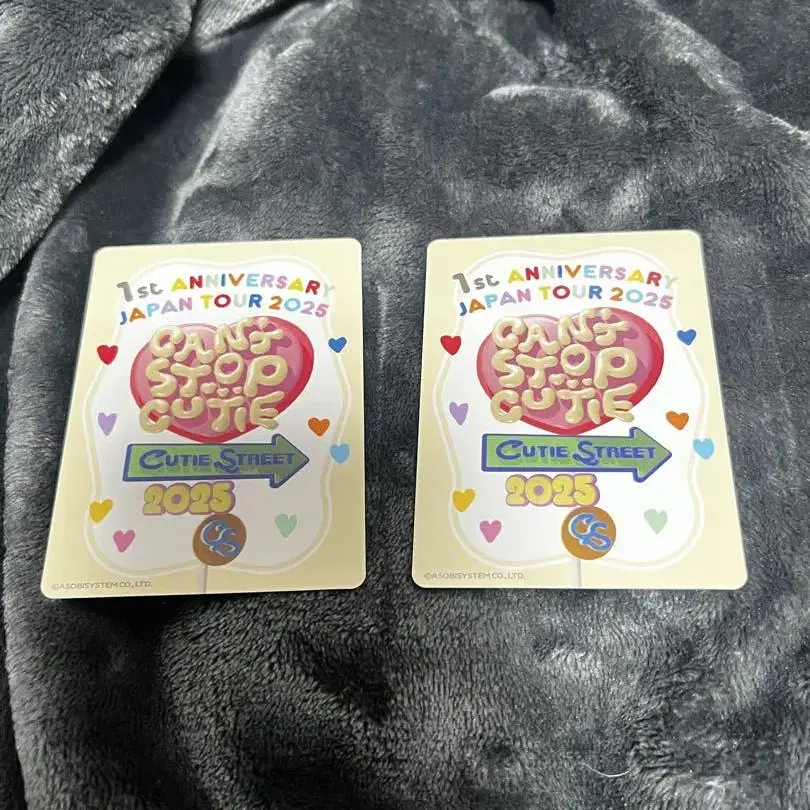 1st ANNIVERSARY
JAPAN TOUR 2025
CAN'T
STOP
CUTIE
CUTIE STREET
2025
CS
©ASOBISYSTEM CO., LTD.
1st ANNIVERSARY
JAPAN TOUR 2025
CAN'T
STOP
CUTIE
CUTIE STREET
2025
CS
©ASOBISYSTEM CO., LTD.